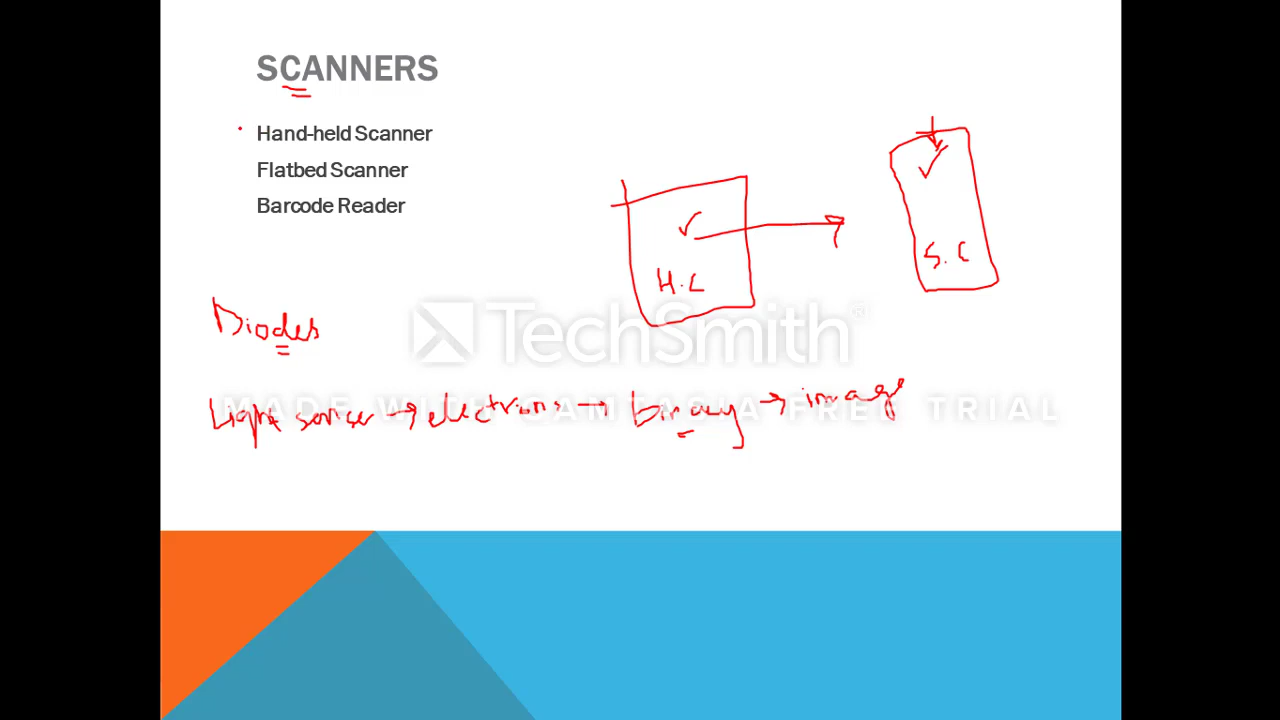 SCANNERS
Hand-held Scanner
Flatbed Scanner
Barcode Reader
H.C
S.C
Diodes
TechSmith®
MADE WITH CAMTASIA FREE TRIAL
Light sensor → electrons → binary → image